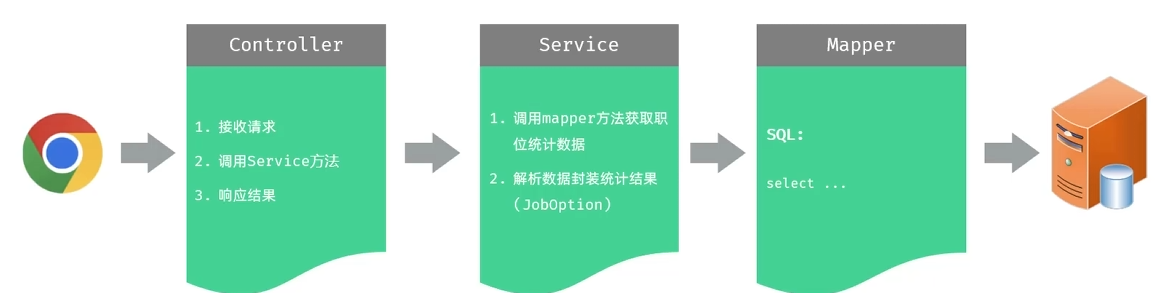 Controller
1. 接收请求
2. 调用Service方法
3. 响应结果
Service
1. 调用mapper方法获取职
位统计数据
2. 解析数据封装统计结果
(JobOption)
Mapper
SQL:
select ...